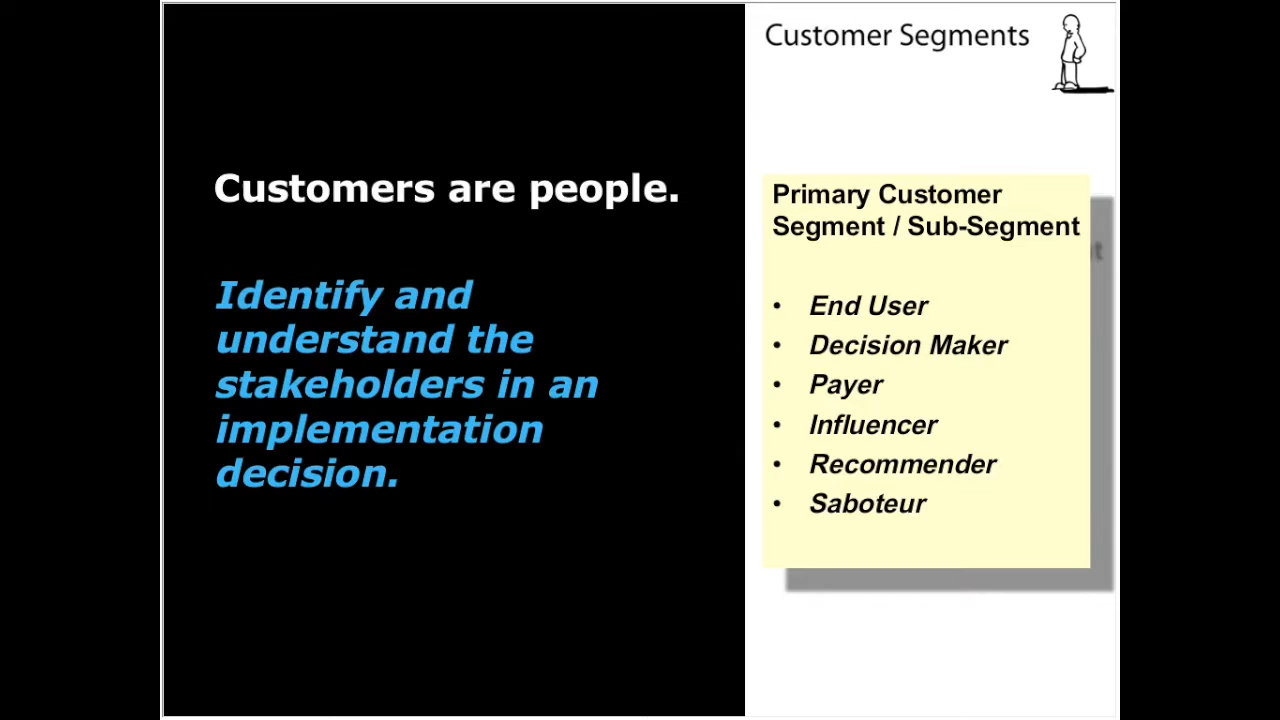 Customer Segments
Customers are people.
Identify and
understand the
stakeholders in an
implementation
decision.
Primary Customer
Segment / Sub-Segment
• End User
• Decision Maker
• Payer
• Influencer
• Recommender
• Saboteur